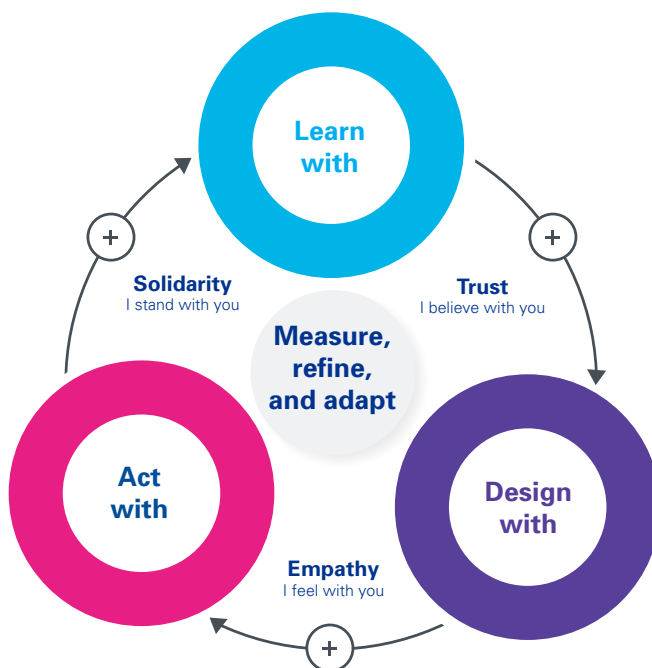 Learn
with
+
+
Solidarity
I stand with you
Trust
I believe with you
Measure,
refine,
and adapt
Act
with
Design
with
Empathy
I feel with you
+